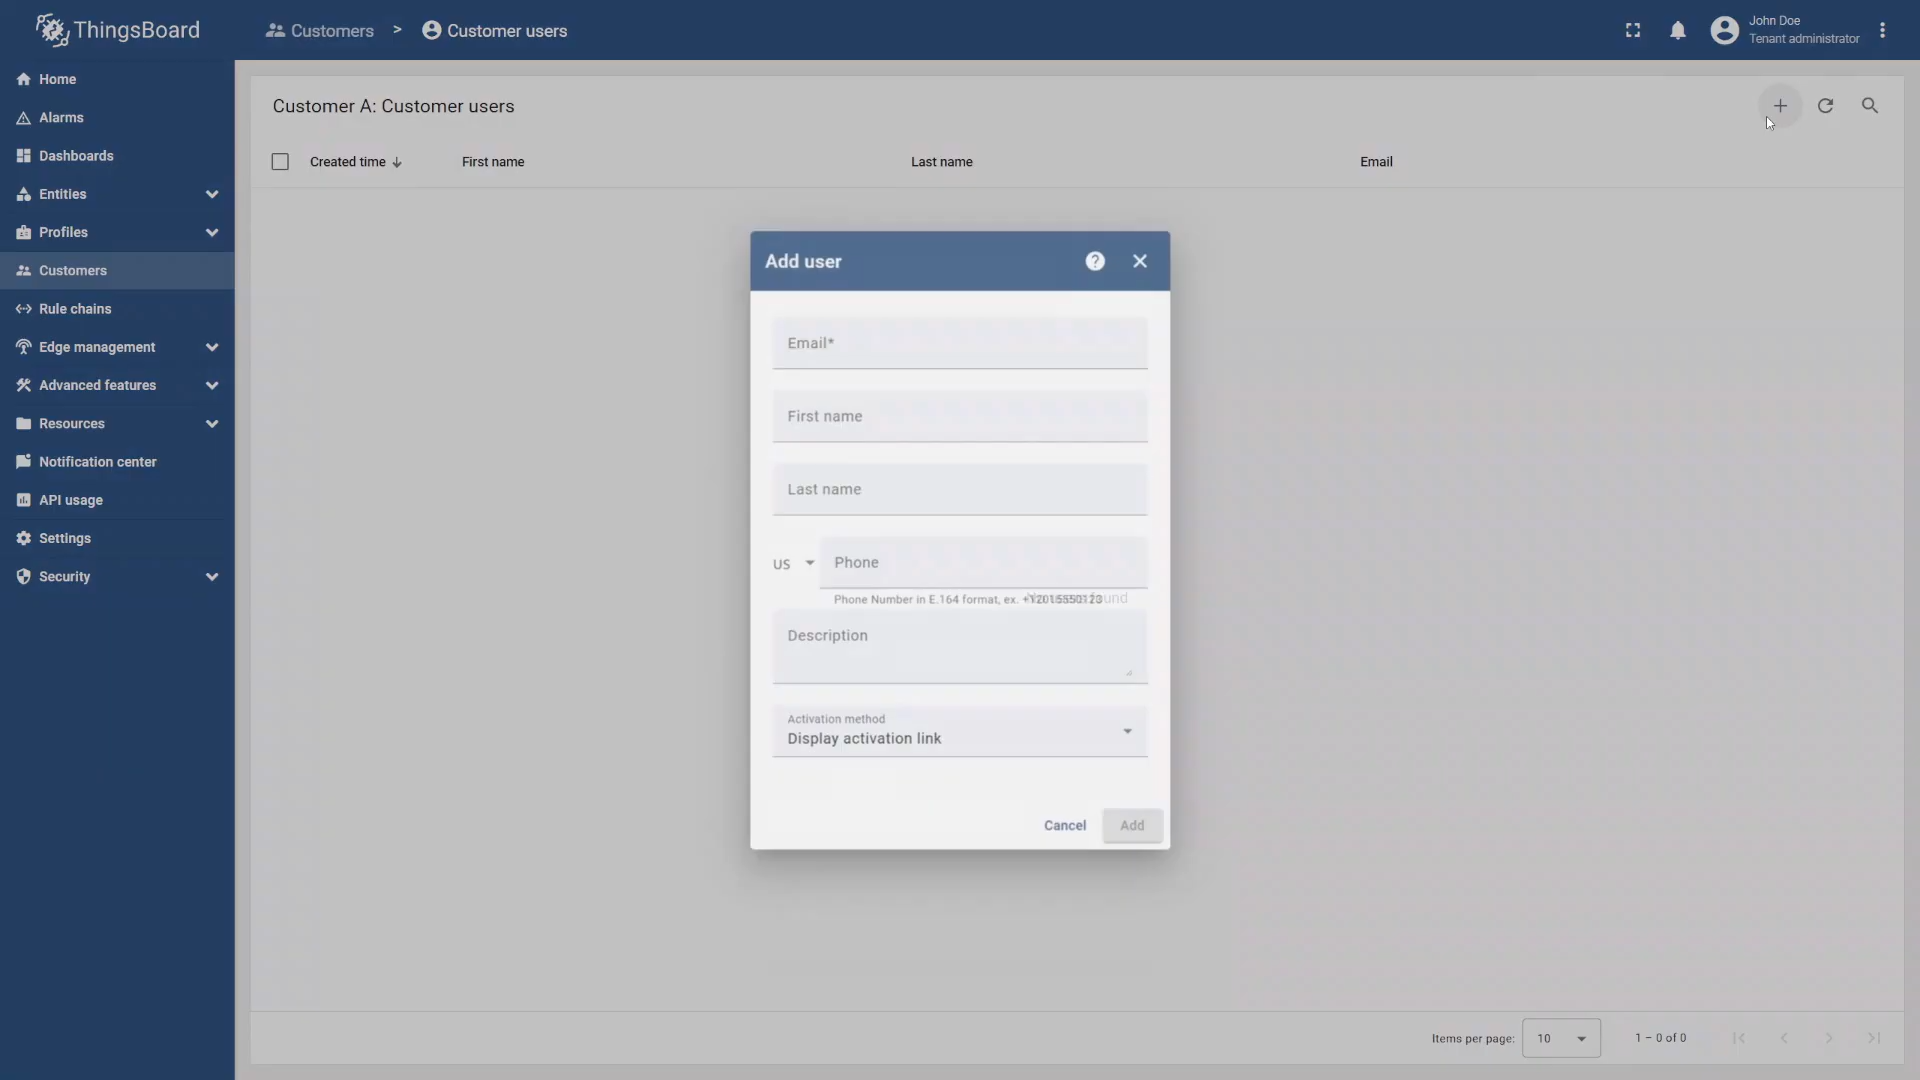 ThingsBoard
Customers > Customer users
John Doe
Tenant administrator
Home
Alarms
Dashboards
Entities
Profiles
Customers
Rule chains
Edge management
Advanced features
Resources
Notification center
API usage
Settings
Security
Customer A: Customer users
Created time First name Last name Email
Add user
Email*
First name
Last name
US Phone
Phone Number in E.164 format, ex. +12015550123
Description
Activation method
Display activation link
Cancel Add
Items per page: 10 1 – 0 of 0